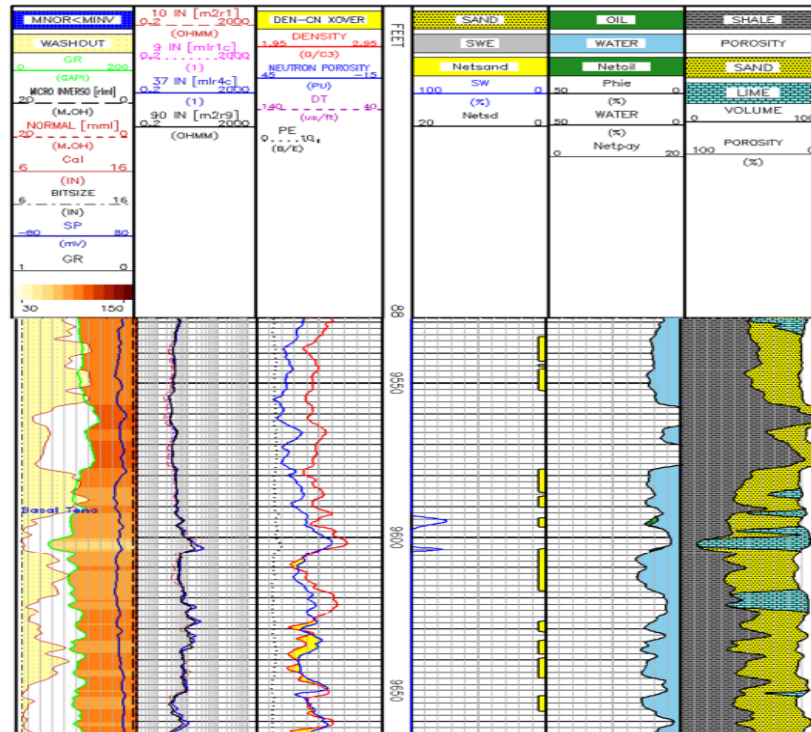 MNOR<MINV
WASHOUT
GR
0 200
(GAPI)
MICRO INVERSO [rlml]
20 0
(M.OH)
NORMAL [rnml]
20 0
(M.OH)
Cal
6 16
(IN)
BITSIZE
6 16
(IN)
SP
-80 80
(mV)
GR
1 0
30 150
10 IN [m2r1]
0.2 2000
(OHMM)
9 IN [mlr1c]
0.2 2000
(1)
37 IN [mlr4c]
0.2 2000
(1)
90 IN [m2r9]
0.2 2000
(OHMM)
DEN-CN XOVER
DENSITY
1.95 2.95
(G/C3)
NEUTRON POROSITY
45 -15
(PU)
DT
140 40
(us/ft)
PE
0 10
(B/E)
FEET
SAND
SWE
Netsand
SW
100 0
(%)
Netsd
20 0
OIL
WATER
Netoil
Phie
50 0
(%)
WATER
50 0
(%)
Netpay
0 20
SHALE
POROSITY
SAND
LIME
VOLUME
0 100
POROSITY
100 0
(%)
88
9550
Basal Tena
9600
9650